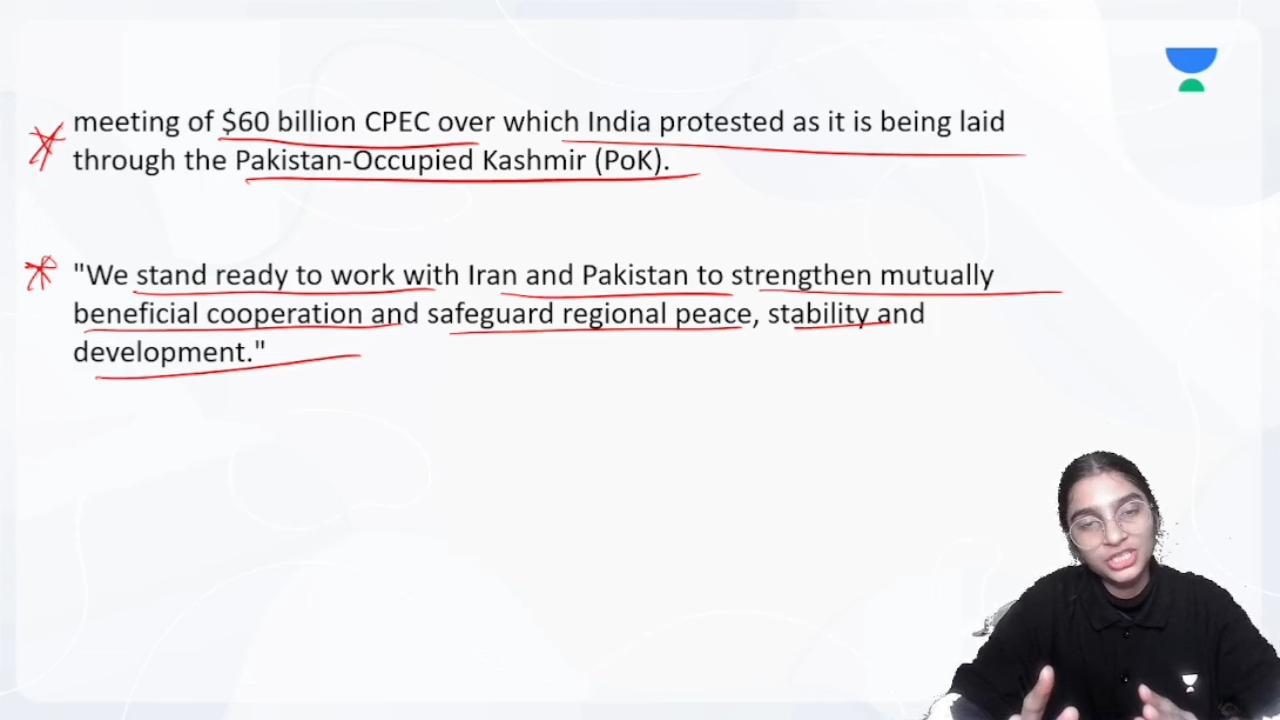 meeting of $60 billion CPEC over which India protested as it is being laid
through the Pakistan-Occupied Kashmir (PoK).
"We stand ready to work with Iran and Pakistan to strengthen mutually
beneficial cooperation and safeguard regional peace, stability and
development."